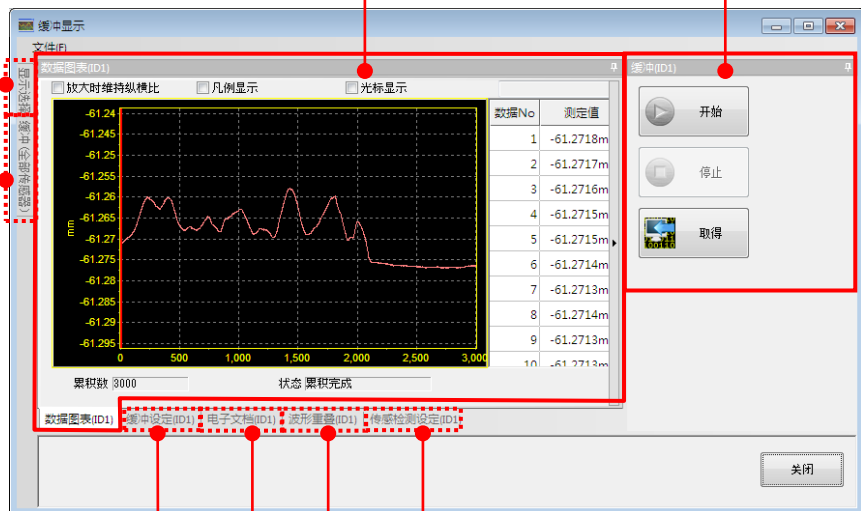 缓冲显示
文件(F)
显示选择
缓冲(全部传感器)
数据图表(ID1)
放大时维持纵横比 凡例显示 光标显示
-61.24
-61.245
-61.25
-61.255
-61.26
-61.265
-61.27
-61.275
-61.28
-61.285
-61.29
-61.295
mm
0 500 1,000 1,500 2,000 2,500 3,000
数据No 测定值
1 -61.2718m
2 -61.2717m
3 -61.2716m
4 -61.2715m
5 -61.2715m
6 -61.2714m
7 -61.2713m
8 -61.2714m
9 -61.2713m
10 -61.2713m
累积数 3000 状态 累积完成
数据图表(ID1) 缓冲设定(ID1) 电子文档(ID1) 波形重叠(ID1) 传感检测设定(ID1
缓冲(ID1)
开始
停止
取得
关闭